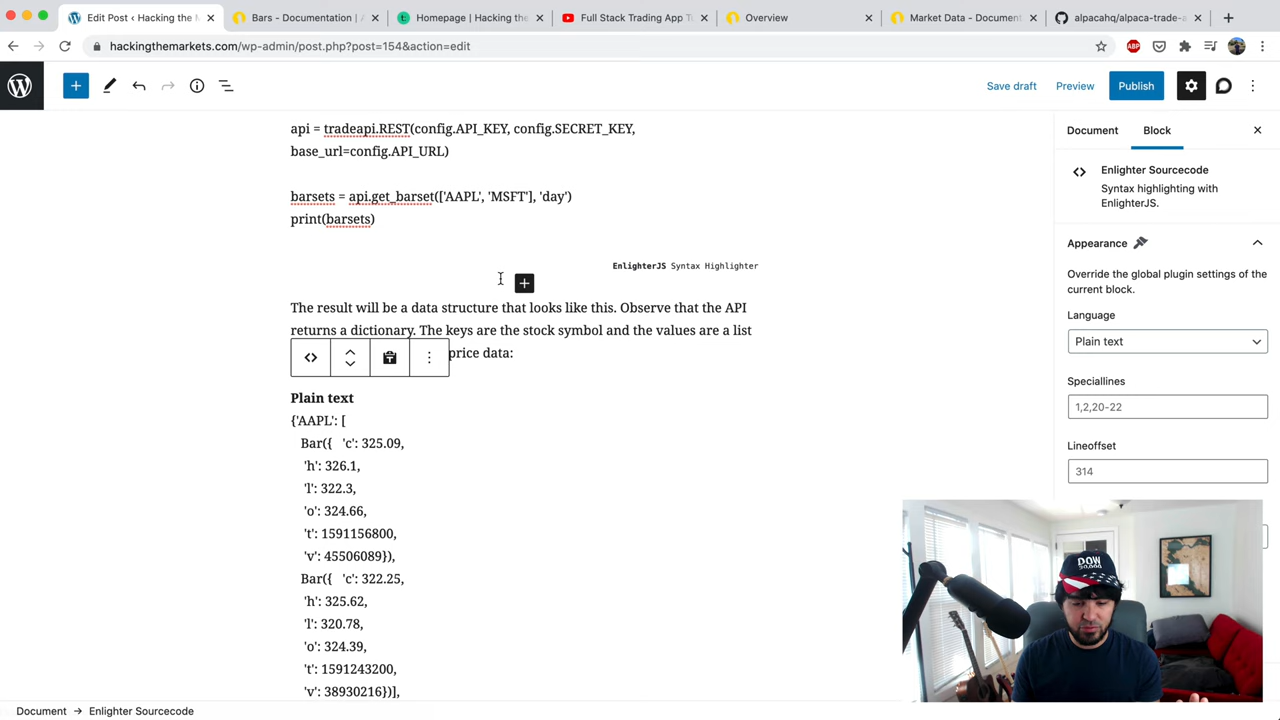 Edit Post ‹ Hacking the M
Bars - Documentation | A
Homepage | Hacking the
Full Stack Trading App Tu
Overview
Market Data - Document
alpacahq/alpaca-trade-a
hackingthemarkets.com/wp-admin/post.php?post=154&action=edit
ABP
Save draft
Preview
Publish
api = tradeapi.REST(config.API_KEY, config.SECRET_KEY,
base_url=config.API_URL)
barsets = api.get_barset(['AAPL', 'MSFT'], 'day')
print(barsets)
EnlighterJS Syntax Highlighter
The result will be a data structure that looks like this. Observe that the API
returns a dictionary. The keys are the stock symbol and the values are a list
price data:
Plain text
{'AAPL': [
Bar({ 'c': 325.09,
'h': 326.1,
'l': 322.3,
'o': 324.66,
't': 1591156800,
'v': 45506089}),
Bar({ 'c': 322.25,
'h': 325.62,
'l': 320.78,
'o': 324.39,
't': 1591243200,
'v': 38930216})],
Document
Block
Enlighter Sourcecode
Syntax highlighting with
EnlighterJS.
Appearance
Override the global plugin settings of the
current block.
Language
Plain text
Speciallines
1,2,20-22
Lineoffset
314
DOW
Document → Enlighter Sourcecode